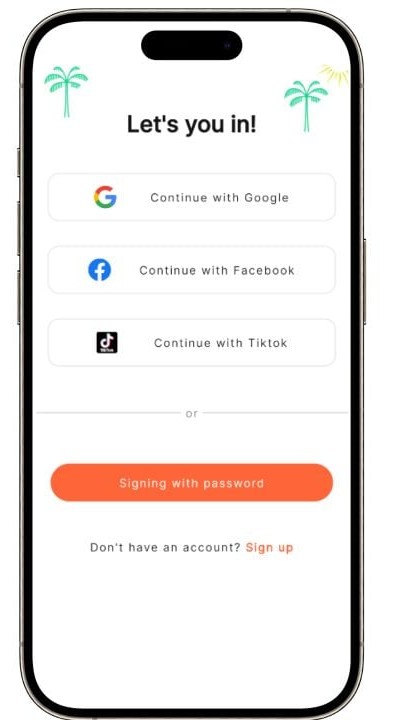 Let's you in!
Continue with Google
Continue with Facebook
Continue with Tiktok
or
Signing with password
Don't have an account? Sign up